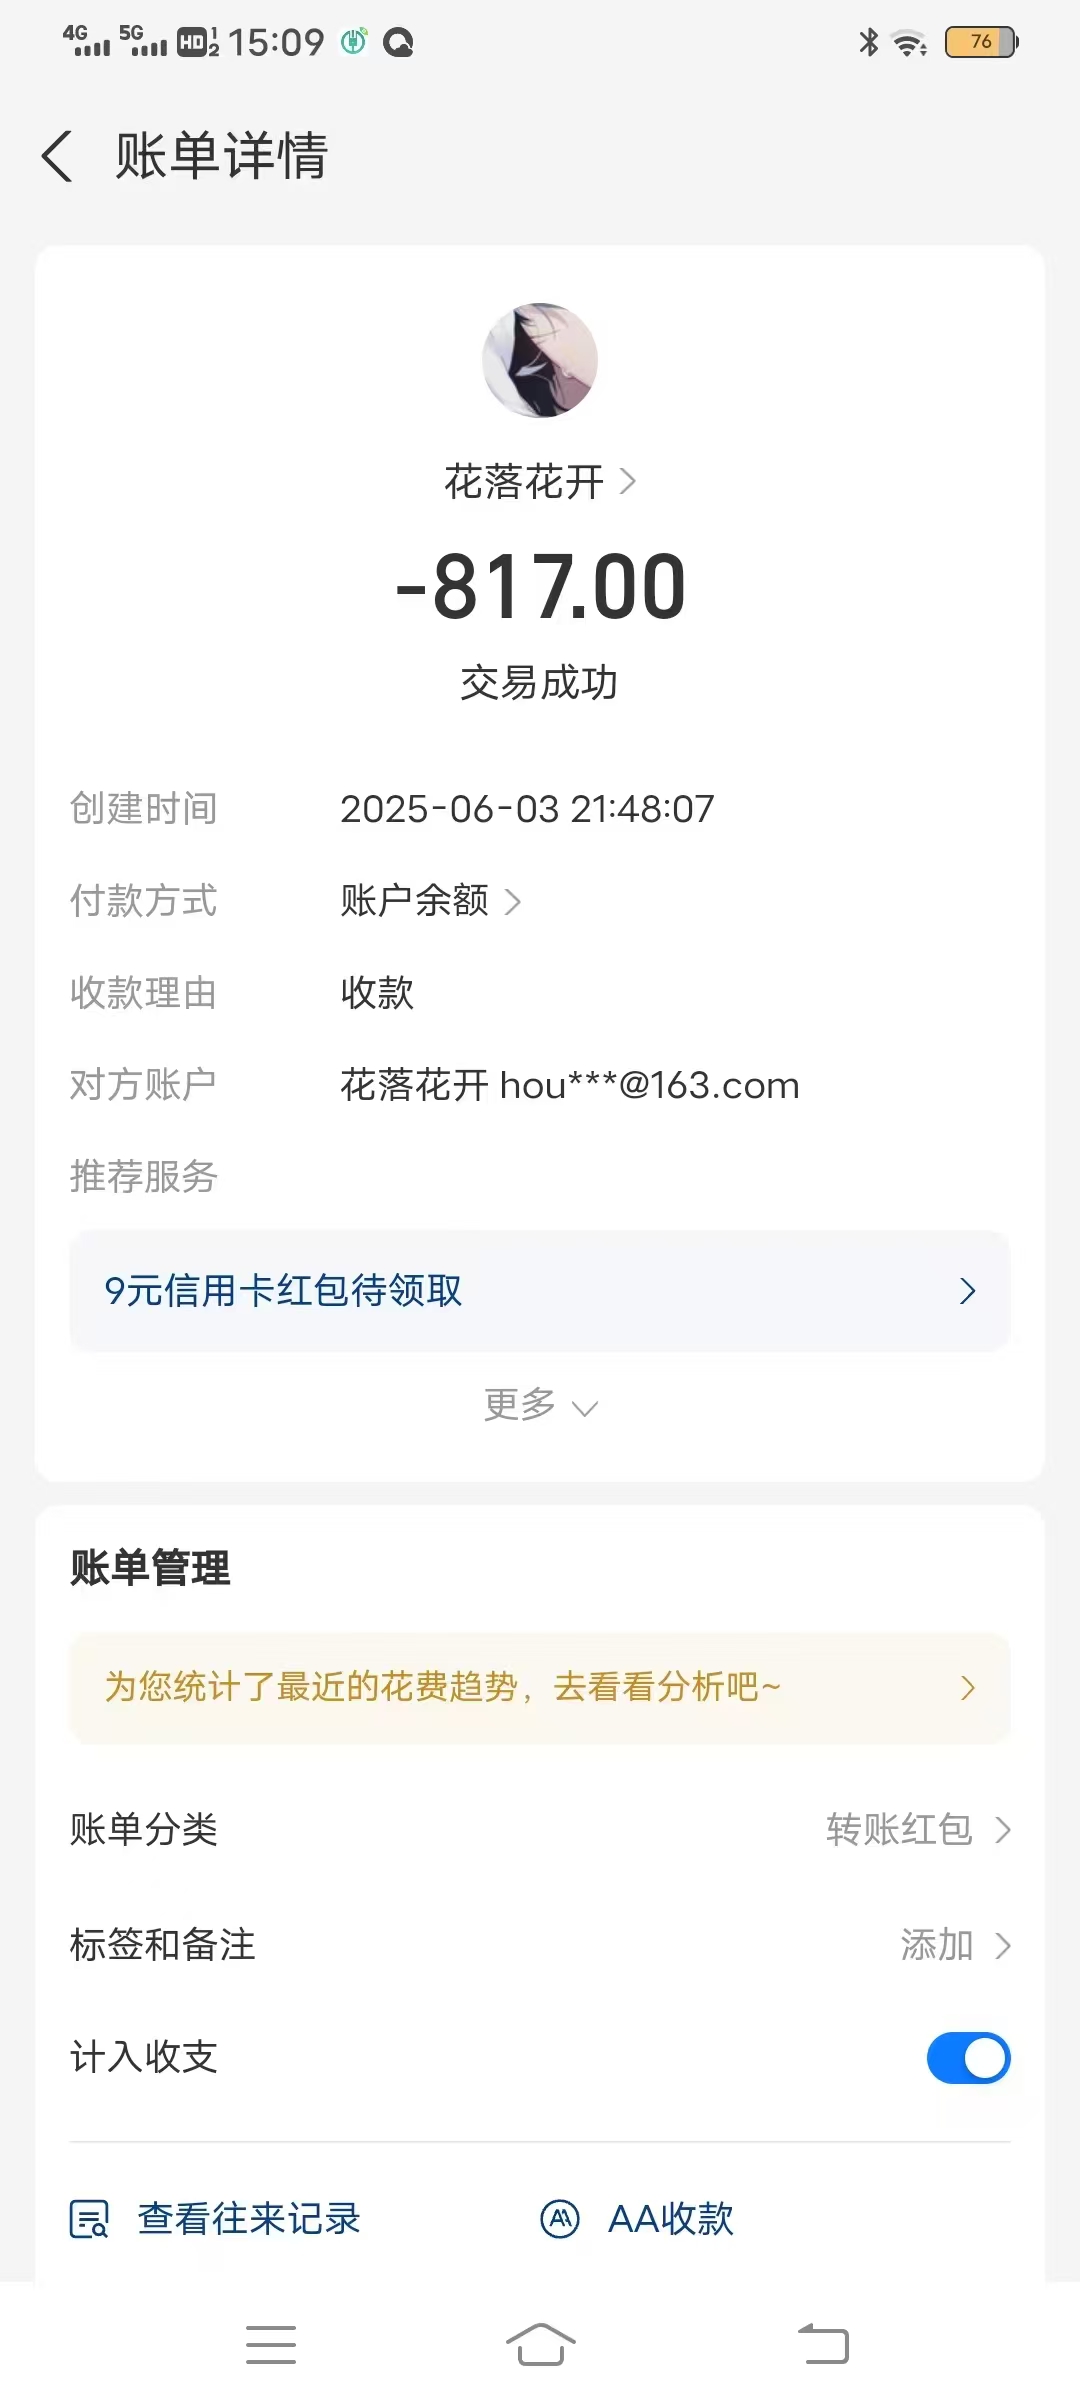 4G 5G HD 1 2 15:09 76
账单详情
花落花开
-817.00
交易成功
创建时间 2025-06-03 21:48:07
付款方式 账户余额
收款理由 收款
对方账户 花落花开 hou***@163.com
推荐服务
9元信用卡红包待领取
更多
账单管理
为您统计了最近的花费趋势，去看看分析吧~
账单分类 转账红包
标签和备注 添加
计入收支
查看往来记录 AA收款